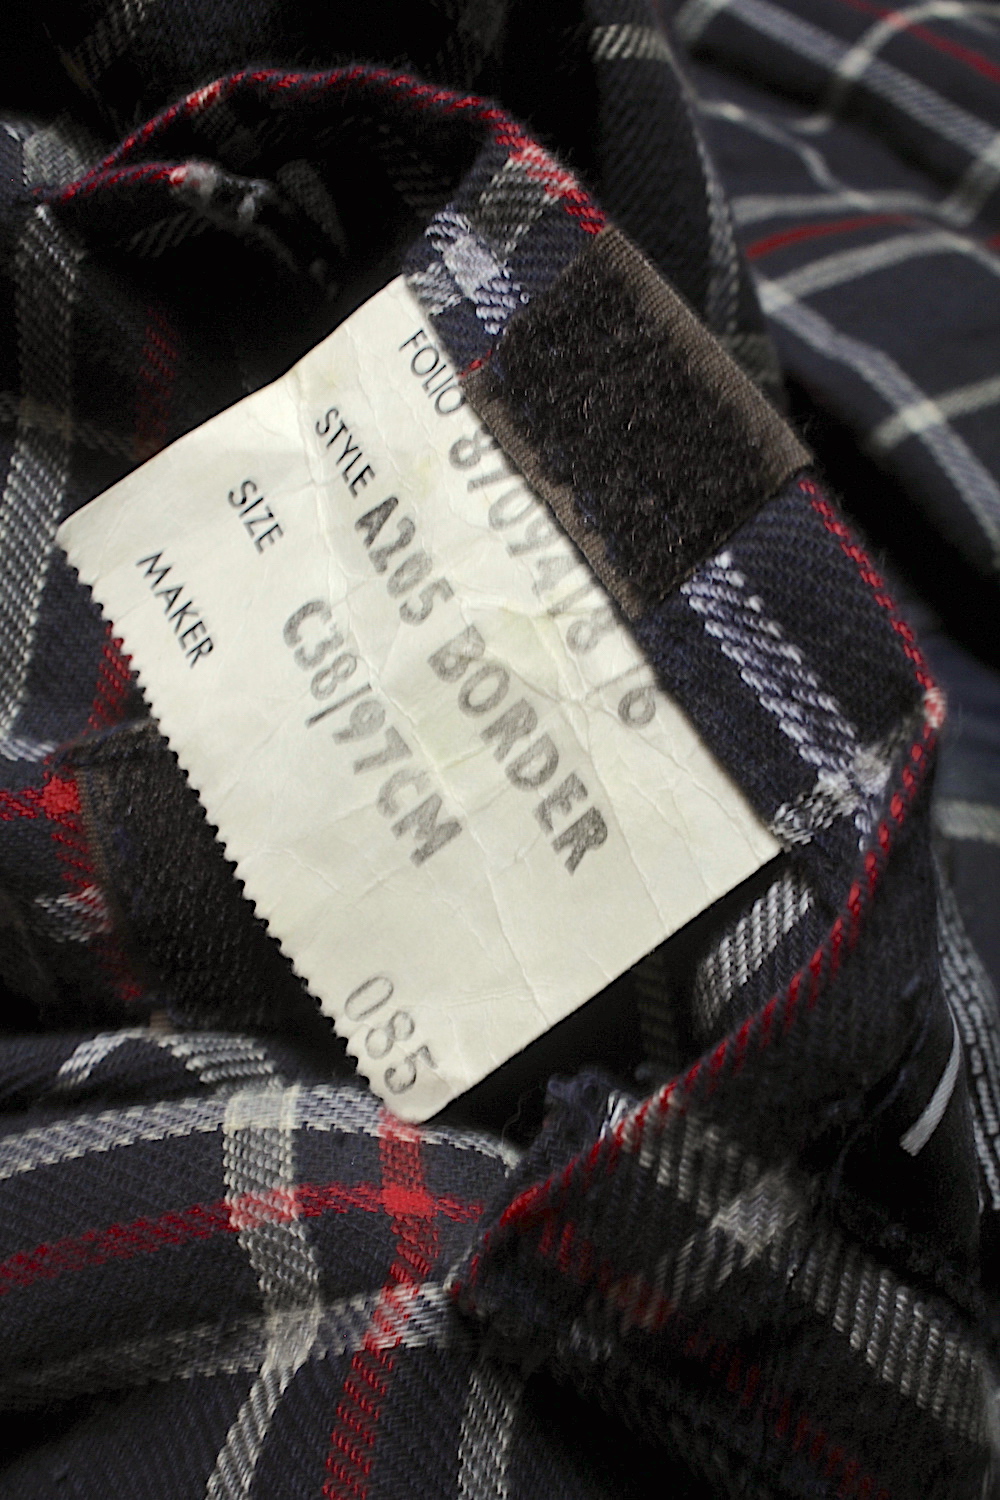 FOLIO
STYLE A205 BORDER
SIZE C38/97CM
MAKER
085